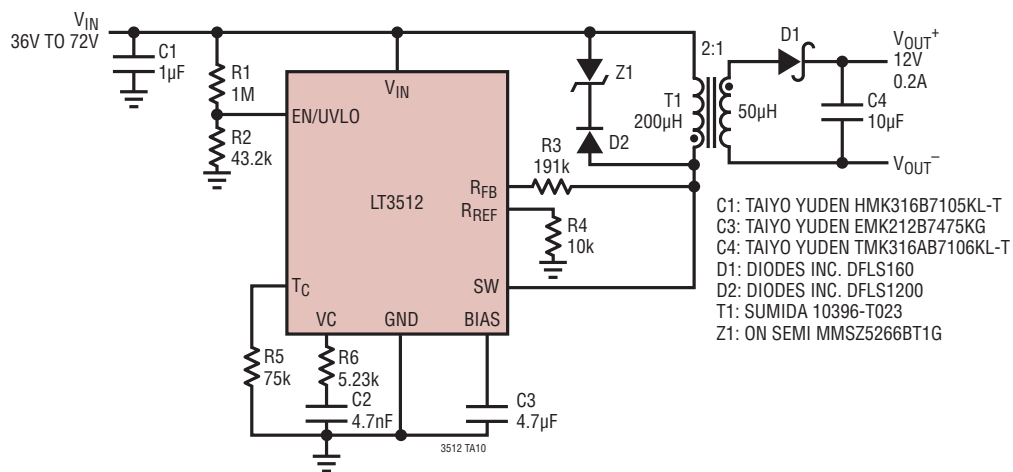 VIN
36V TO 72V
C1
1µF
R1
1M
R2
43.2k
EN/UVLO
VIN
LT3512
RFB
RREF
SW
TC
VC
GND
BIAS
R3
191k
R4
10k
R5
75k
R6
5.23k
C2
4.7nF
C3
4.7µF
Z1
D2
2:1
T1
200µH
50µH
D1
VOUT+
12V
0.2A
C4
10µF
VOUT–
C1: TAIYO YUDEN HMK316B7105KL-T
C3: TAIYO YUDEN EMK212B7475KG
C4: TAIYO YUDEN TMK316AB7106KL-T
D1: DIODES INC. DFLS160
D2: DIODES INC. DFLS1200
T1: SUMIDA 10396-T023
Z1: ON SEMI MMSZ5266BT1G
3512 TA10